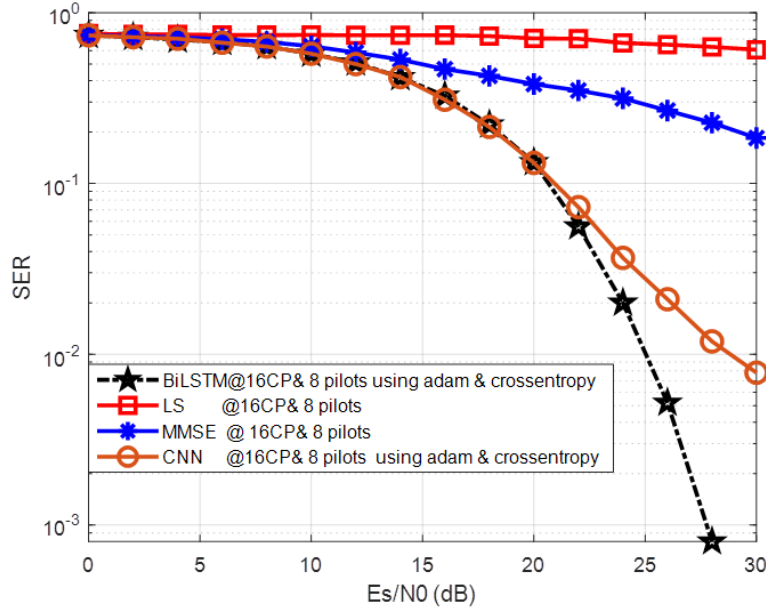 10^0
10^-1
10^-2
10^-3
SER
BiLSTM@16CP& 8 pilots using adam & crossentropy
LS @16CP& 8 pilots
MMSE @ 16CP& 8 pilots
CNN @16CP& 8 pilots using adam & crossentropy
0 5 10 15 20 25 30
Es/N0 (dB)